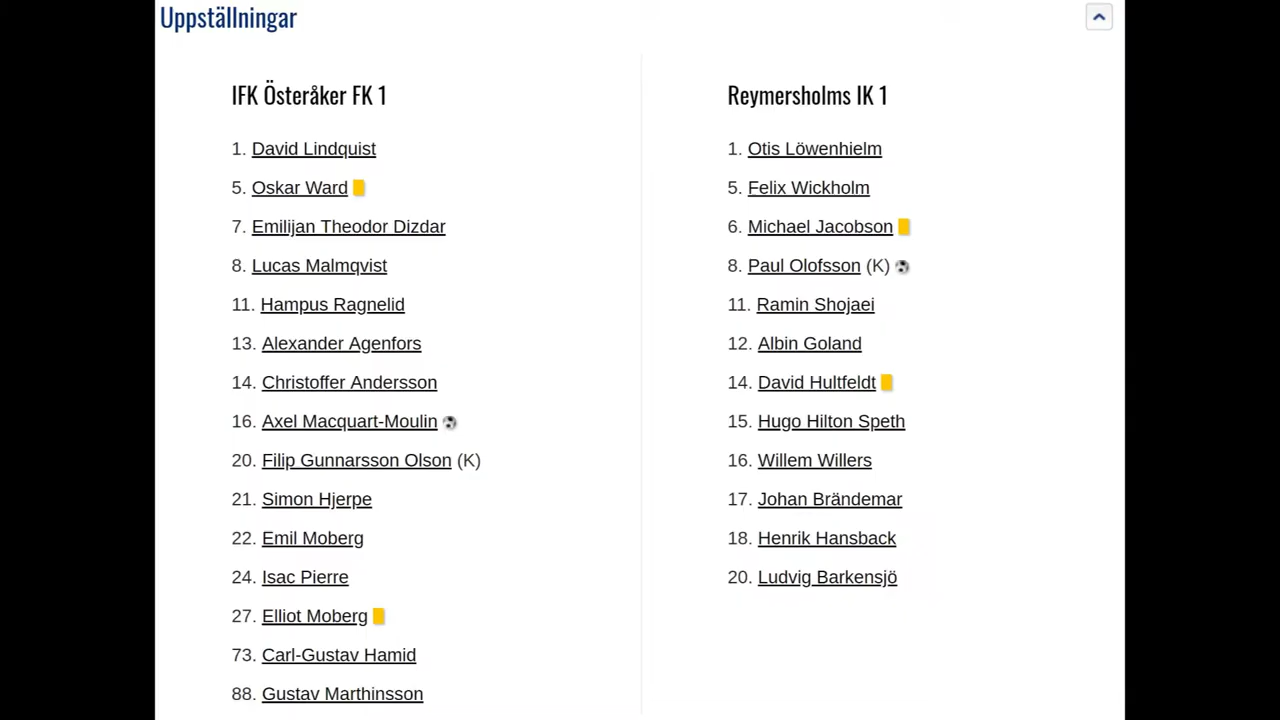 Uppställningar
IFK Österåker FK 1
1. David Lindquist
5. Oskar Ward
7. Emilijan Theodor Dizdar
8. Lucas Malmqvist
11. Hampus Ragnelid
13. Alexander Agenfors
14. Christoffer Andersson
16. Axel Macquart-Moulin
20. Filip Gunnarsson Olson (K)
21. Simon Hjerpe
22. Emil Moberg
24. Isac Pierre
27. Elliot Moberg
73. Carl-Gustav Hamid
88. Gustav Marthinsson
Reymersholms IK 1
1. Otis Löwenhielm
5. Felix Wickholm
6. Michael Jacobson
8. Paul Olofsson (K)
11. Ramin Shojaei
12. Albin Goland
14. David Hultfeldt
15. Hugo Hilton Speth
16. Willem Willers
17. Johan Brändemar
18. Henrik Hansback
20. Ludvig Barkensjö